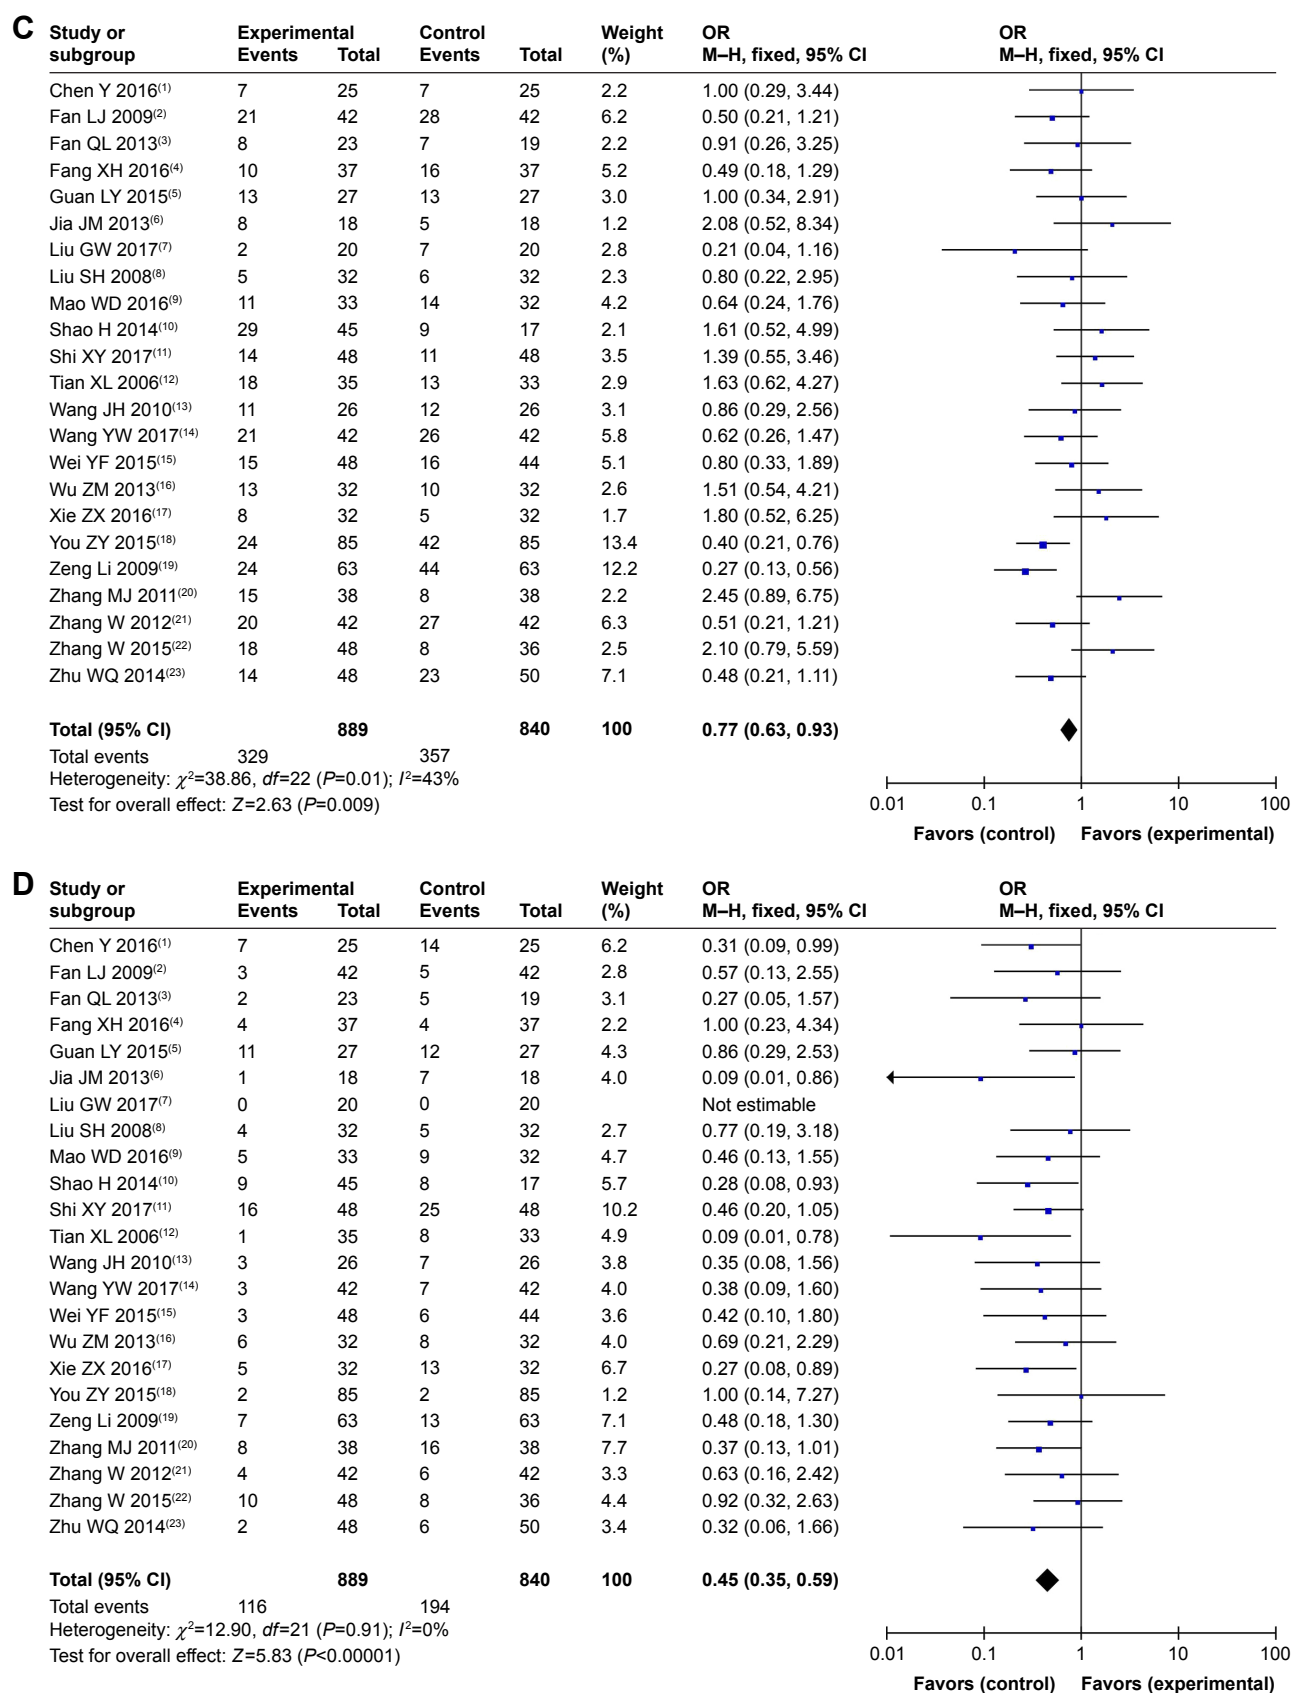 C
Study or Experimental Control Weight OR OR
subgroup Events Total Events Total (%) M–H, fixed, 95% CI M–H, fixed, 95% CI
Chen Y 2016(1) 7 25 7 25 2.2 1.00 (0.29, 3.44)
Fan LJ 2009(2) 21 42 28 42 6.2 0.50 (0.21, 1.21)
Fan QL 2013(3) 8 23 7 19 2.2 0.91 (0.26, 3.25)
Fang XH 2016(4) 10 37 16 37 5.2 0.49 (0.18, 1.29)
Guan LY 2015(5) 13 27 13 27 3.0 1.00 (0.34, 2.91)
Jia JM 2013(6) 8 18 5 18 1.2 2.08 (0.52, 8.34)
Liu GW 2017(7) 2 20 7 20 2.8 0.21 (0.04, 1.16)
Liu SH 2008(8) 5 32 6 32 2.3 0.80 (0.22, 2.95)
Mao WD 2016(9) 11 33 14 32 4.2 0.64 (0.24, 1.76)
Shao H 2014(10) 29 45 9 17 2.1 1.61 (0.52, 4.99)
Shi XY 2017(11) 14 48 11 48 3.5 1.39 (0.55, 3.46)
Tian XL 2006(12) 18 35 13 33 2.9 1.63 (0.62, 4.27)
Wang JH 2010(13) 11 26 12 26 3.1 0.86 (0.29, 2.56)
Wang YW 2017(14) 21 42 26 42 5.8 0.62 (0.26, 1.47)
Wei YF 2015(15) 15 48 16 44 5.1 0.80 (0.33, 1.89)
Wu ZM 2013(16) 13 32 10 32 2.6 1.51 (0.54, 4.21)
Xie ZX 2016(17) 8 32 5 32 1.7 1.80 (0.52, 6.25)
You ZY 2015(18) 24 85 42 85 13.4 0.40 (0.21, 0.76)
Zeng Li 2009(19) 24 63 44 63 12.2 0.27 (0.13, 0.56)
Zhang MJ 2011(20) 15 38 8 38 2.2 2.45 (0.89, 6.75)
Zhang W 2012(21) 20 42 27 42 6.3 0.51 (0.21, 1.21)
Zhang W 2015(22) 18 48 8 36 2.5 2.10 (0.79, 5.59)
Zhu WQ 2014(23) 14 48 23 50 7.1 0.48 (0.21, 1.11)
Total (95% CI) 889 840 100 0.77 (0.63, 0.93)
Total events 329 357
Heterogeneity: χ²=38.86, df=22 (P=0.01); I²=43%
Test for overall effect: Z=2.63 (P=0.009)
0.01 0.1 1 10 100
Favors (control) Favors (experimental)
D
Study or Experimental Control Weight OR OR
subgroup Events Total Events Total (%) M–H, fixed, 95% CI M–H, fixed, 95% CI
Chen Y 2016(1) 7 25 14 25 6.2 0.31 (0.09, 0.99)
Fan LJ 2009(2) 3 42 5 42 2.8 0.57 (0.13, 2.55)
Fan QL 2013(3) 2 23 5 19 3.1 0.27 (0.05, 1.57)
Fang XH 2016(4) 4 37 4 37 2.2 1.00 (0.23, 4.34)
Guan LY 2015(5) 11 27 12 27 4.3 0.86 (0.29, 2.53)
Jia JM 2013(6) 1 18 7 18 4.0 0.09 (0.01, 0.86)
Liu GW 2017(7) 0 20 0 20 Not estimable
Liu SH 2008(8) 4 32 5 32 2.7 0.77 (0.19, 3.18)
Mao WD 2016(9) 5 33 9 32 4.7 0.46 (0.13, 1.55)
Shao H 2014(10) 9 45 8 17 5.7 0.28 (0.08, 0.93)
Shi XY 2017(11) 16 48 25 48 10.2 0.46 (0.20, 1.05)
Tian XL 2006(12) 1 35 8 33 4.9 0.09 (0.01, 0.78)
Wang JH 2010(13) 3 26 7 26 3.8 0.35 (0.08, 1.56)
Wang YW 2017(14) 3 42 7 42 4.0 0.38 (0.09, 1.60)
Wei YF 2015(15) 3 48 6 44 3.6 0.42 (0.10, 1.80)
Wu ZM 2013(16) 6 32 8 32 4.0 0.69 (0.21, 2.29)
Xie ZX 2016(17) 5 32 13 32 6.7 0.27 (0.08, 0.89)
You ZY 2015(18) 2 85 2 85 1.2 1.00 (0.14, 7.27)
Zeng Li 2009(19) 7 63 13 63 7.1 0.48 (0.18, 1.30)
Zhang MJ 2011(20) 8 38 16 38 7.7 0.37 (0.13, 1.01)
Zhang W 2012(21) 4 42 6 42 3.3 0.63 (0.16, 2.42)
Zhang W 2015(22) 10 48 8 36 4.4 0.92 (0.32, 2.63)
Zhu WQ 2014(23) 2 48 6 50 3.4 0.32 (0.06, 1.66)
Total (95% CI) 889 840 100 0.45 (0.35, 0.59)
Total events 116 194
Heterogeneity: χ²=12.90, df=21 (P=0.91); I²=0%
Test for overall effect: Z=5.83 (P<0.00001)
0.01 0.1 1 10 100
Favors (control) Favors (experimental)